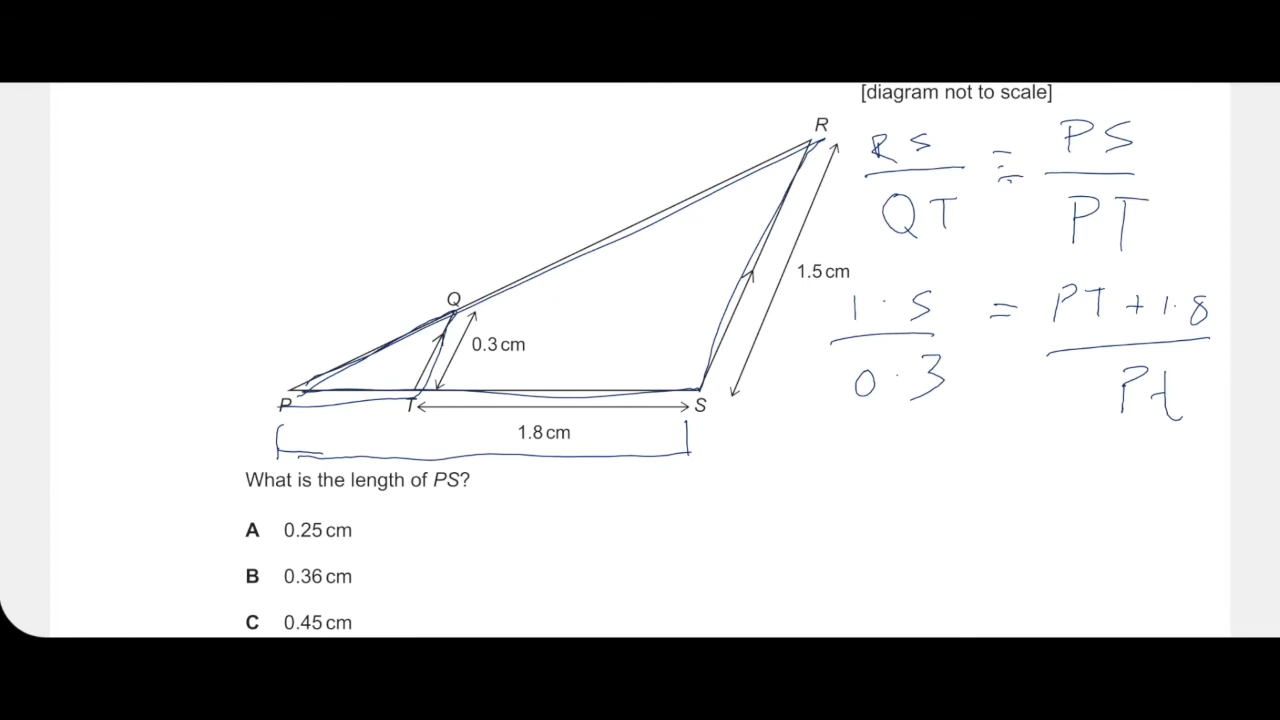 [diagram not to scale]
R
RS = PS
QT PT
1.5 cm
Q
0.3 cm
1.5 = PT + 1.8
0.3 Pt
P T S
1.8 cm
What is the length of PS?
A 0.25 cm
B 0.36 cm
C 0.45 cm